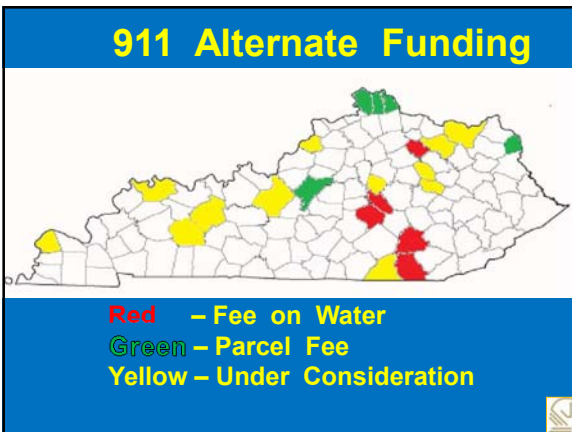 911 Alternate Funding
Red – Fee on Water
Green – Parcel Fee
Yellow – Under Consideration